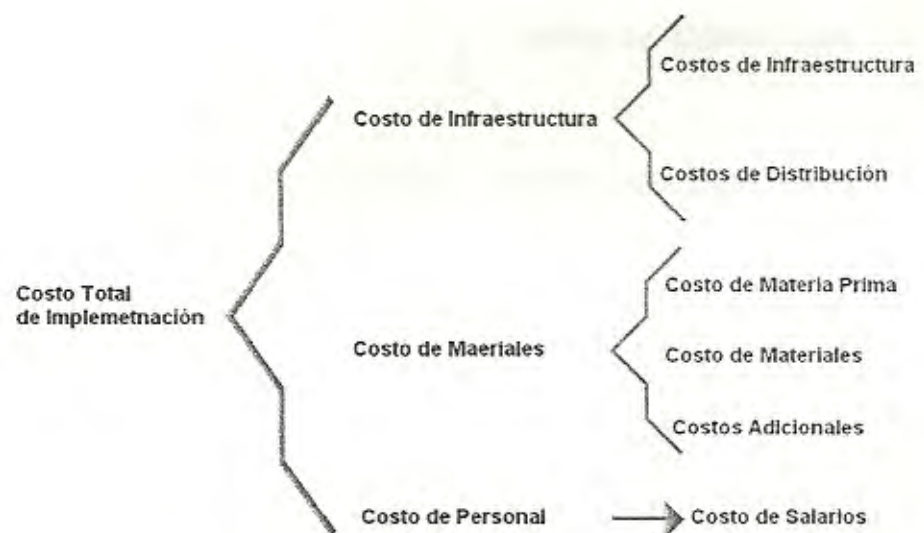 Costo Total
de Implemetnación
Costo de Infraestructura
Costos de Infraestructura
Costos de Distribución
Costo de Maeriales
Costo de Materia Prima
Costo de Materiales
Costos Adicionales
Costo de Personal
Costo de Salarios